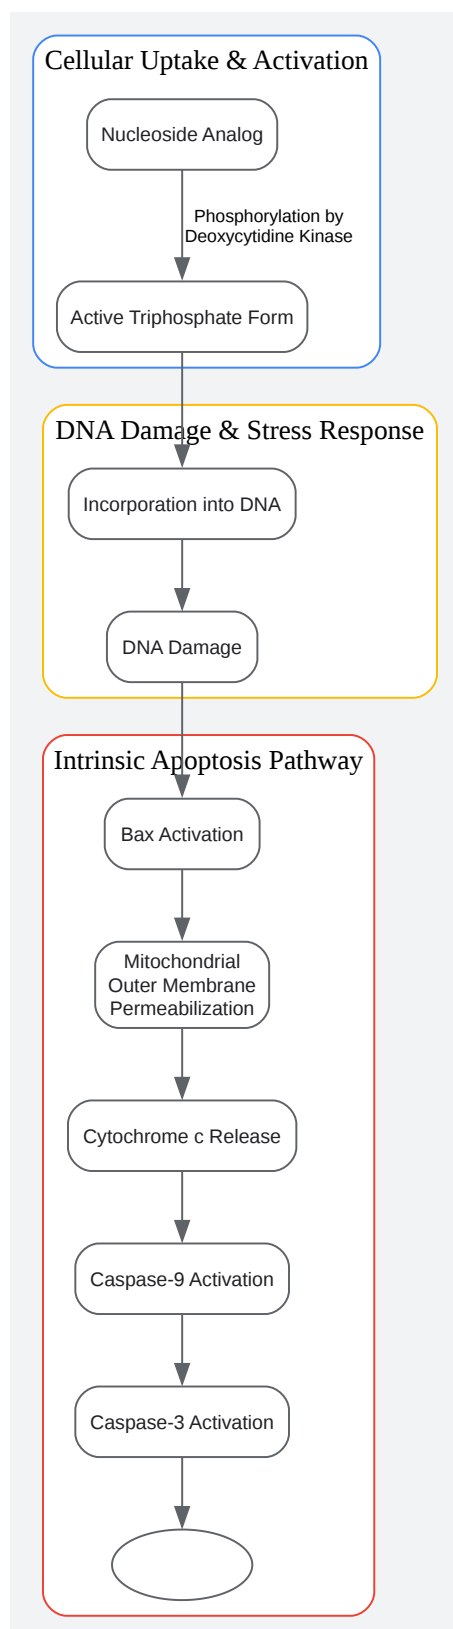 Cellular Uptake & Activation
Nucleoside Analog
Phosphorylation by
Deoxycytidine Kinase
Active Triphosphate Form
DNA Damage & Stress Response
Incorporation into DNA
DNA Damage
Intrinsic Apoptosis Pathway
Bax Activation
Mitochondrial
Outer Membrane
Permeabilization
Cytochrome c Release
Caspase-9 Activation
Caspase-3 Activation